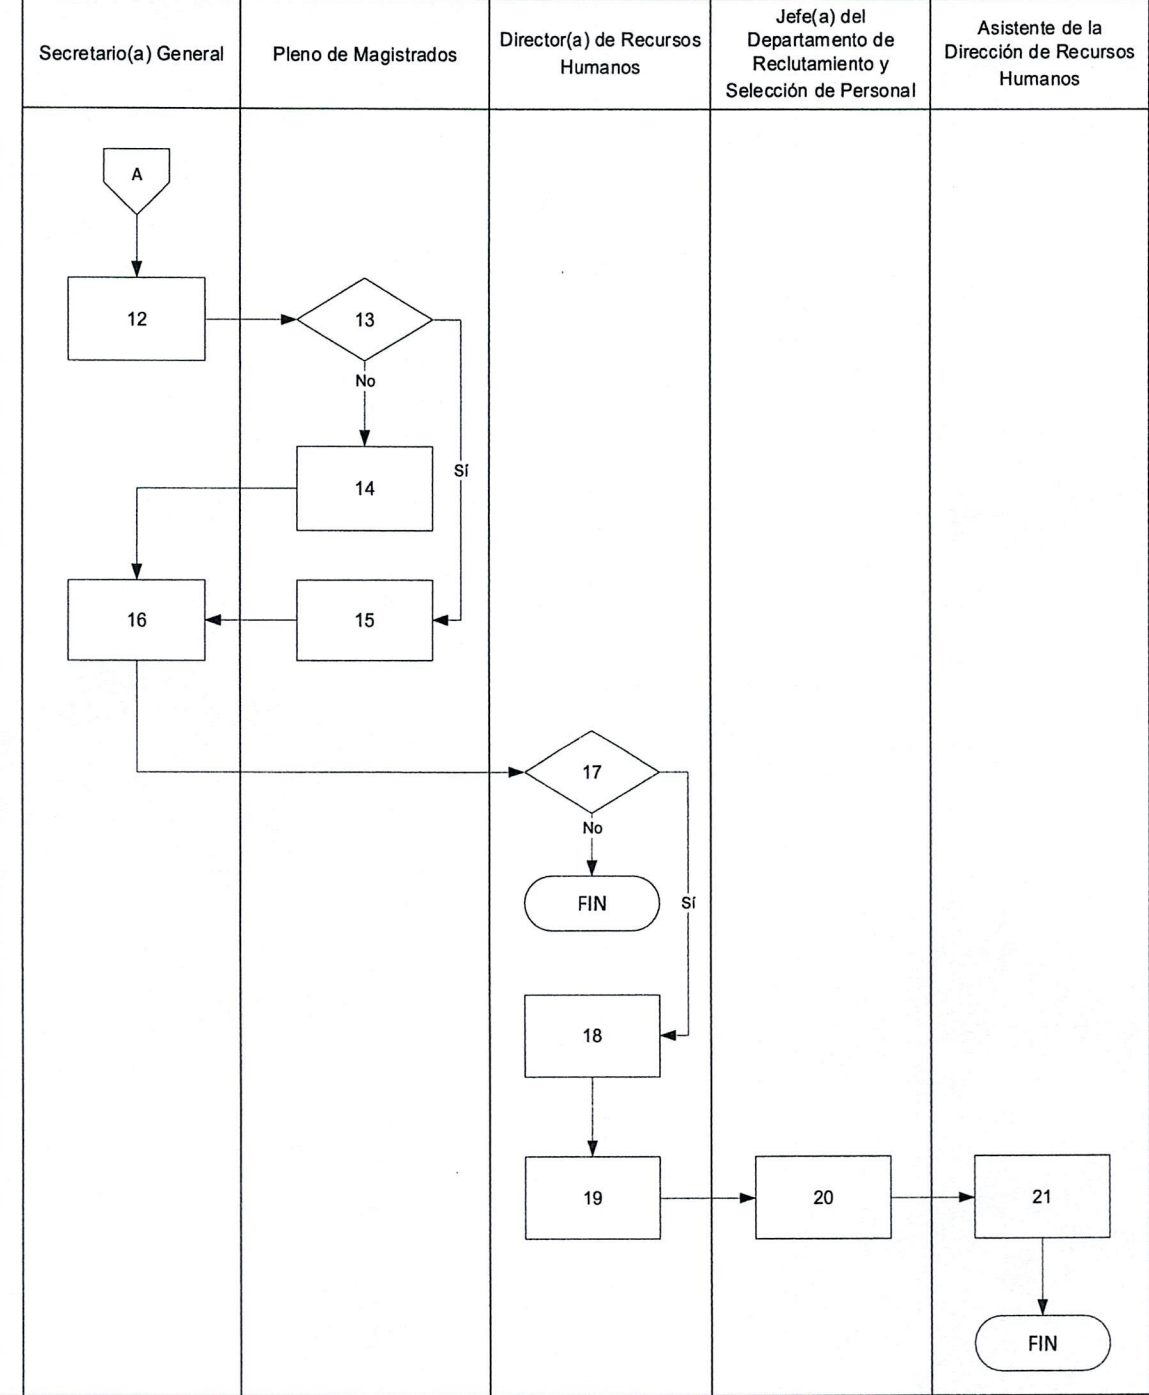 Secretario(a) General
Pleno de Magistrados
Director(a) de Recursos
Humanos
Jefe(a) del
Departamento de
Reclutamiento y
Selección de Personal
Asistente de la
Dirección de Recursos
Humanos
A
12
13
No
Sí
14
16
15
17
No
FIN
Sí
18
19
20
21
FIN